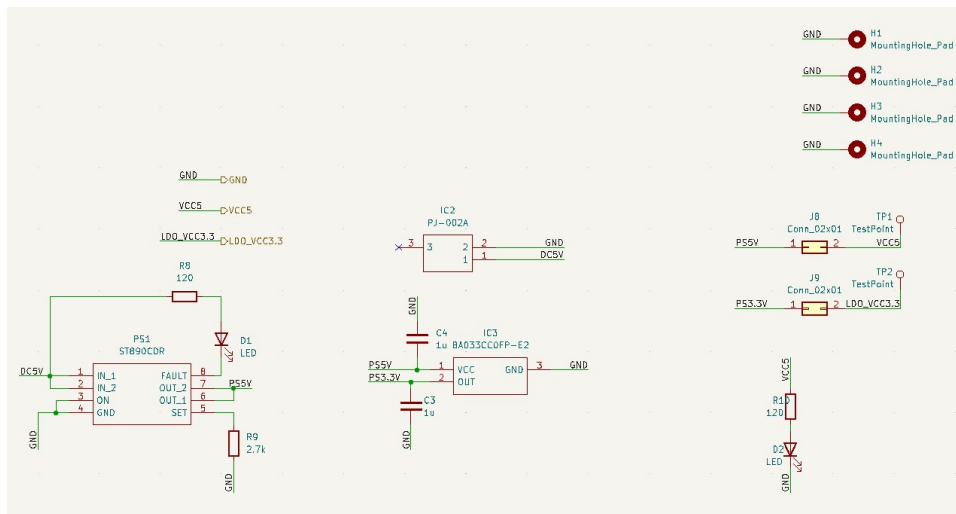 GND
H1
MountingHole_Pad
GND
H2
MountingHole_Pad
GND
H3
MountingHole_Pad
GND
H4
MountingHole_Pad
GND
GND
VCC5
VCC5
LDO_VCC3.3
LDO_VCC3.3
IC2
PJ-002A
3
3
2
2
GND
1
1
DC5V
J8
Conn_02x01
TP1
TestPoint
PS5V
1
2
VCC5
J9
Conn_02x01
TP2
TestPoint
PS3.3V
1
2
LDO_VCC3.3
R8
120
D1
LED
PS1
ST890CDR
DC5V
1
IN_1
FAULT
8
2
IN_2
OUT_2
7
PS5V
3
ON
OUT_1
6
4
GND
SET
5
GND
R9
2.7k
GND
GND
C4
1u
IC3
BA033CC0FP-E2
PS5V
1
VCC
GND
3
GND
PS3.3V
2
OUT
C3
1u
GND
VCC5
R10
120
D2
LED
GND